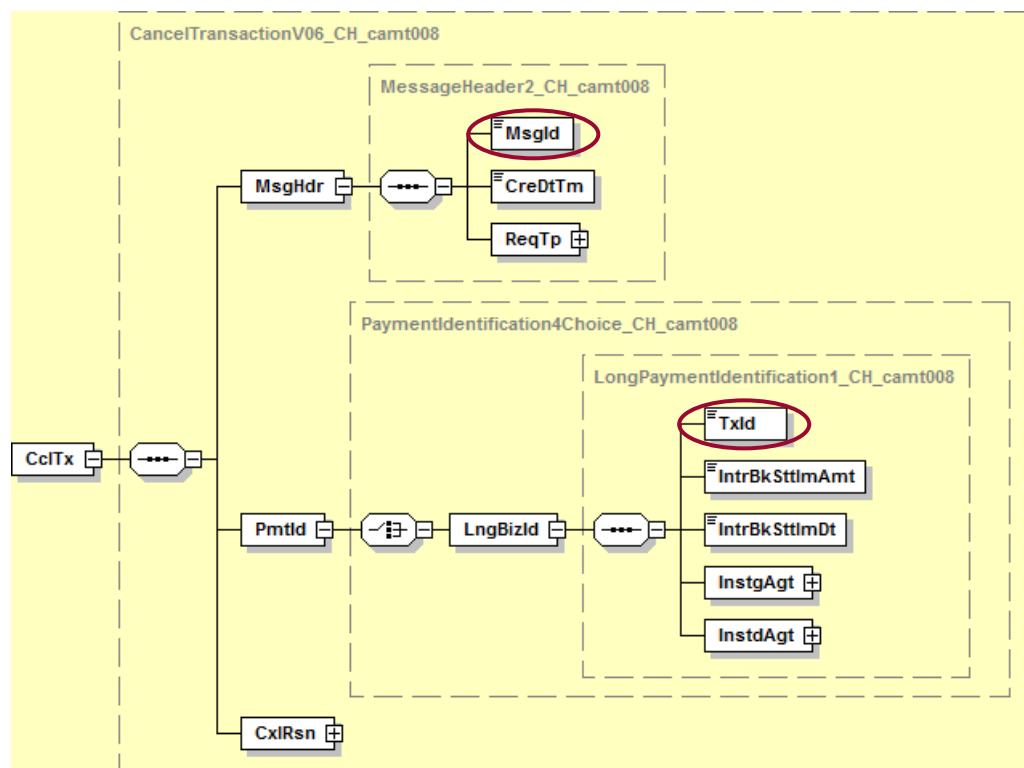 CancelTransactionV06_CH_camt008
MessageHeader2_CH_camt008
MsgId
MsgHdr
CreDtTm
ReqTp
PaymentIdentification4Choice_CH_camt008
LongPaymentIdentification1_CH_camt008
TxId
CclTx
IntrBkSttlmAmt
PmtId
LngBizId
IntrBkSttlmDt
InstgAgt
InstdAgt
CxlRsn